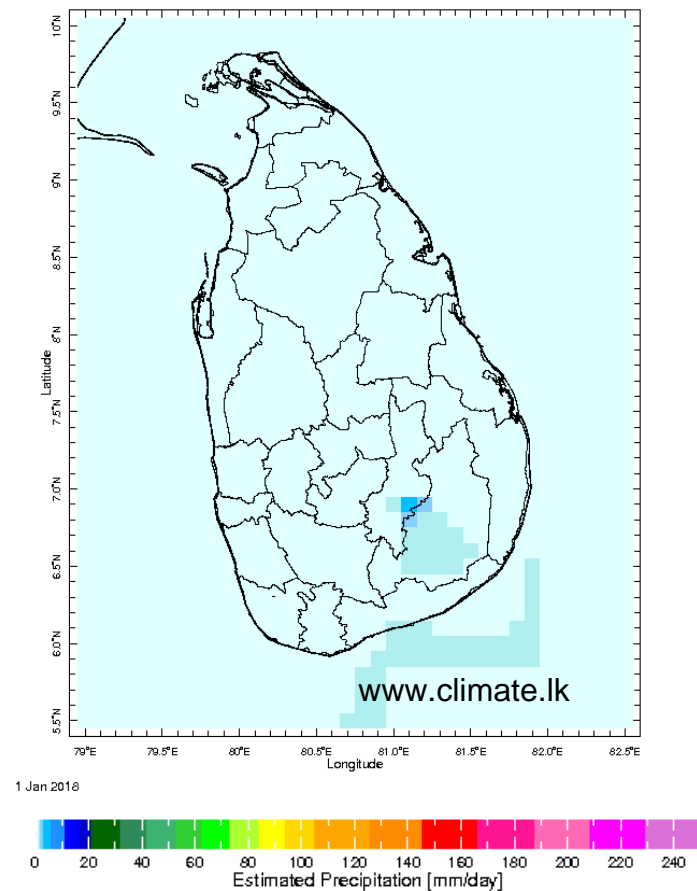 10°N
9.5°N
9°N
8.5°N
8°N
7.5°N
7.0°N
6.5°N
6.0°N
5.5°N
Latitude
www.climate.lk
79°E 79.5°E 80°E 80.5°E 81.0°E 81.5°E 82.0°E 82.5°E
Longitude
1 Jan 2018
0 20 40 60 80 100 120 140 160 180 200 220 240
Estimated Precipitation [mm/day]